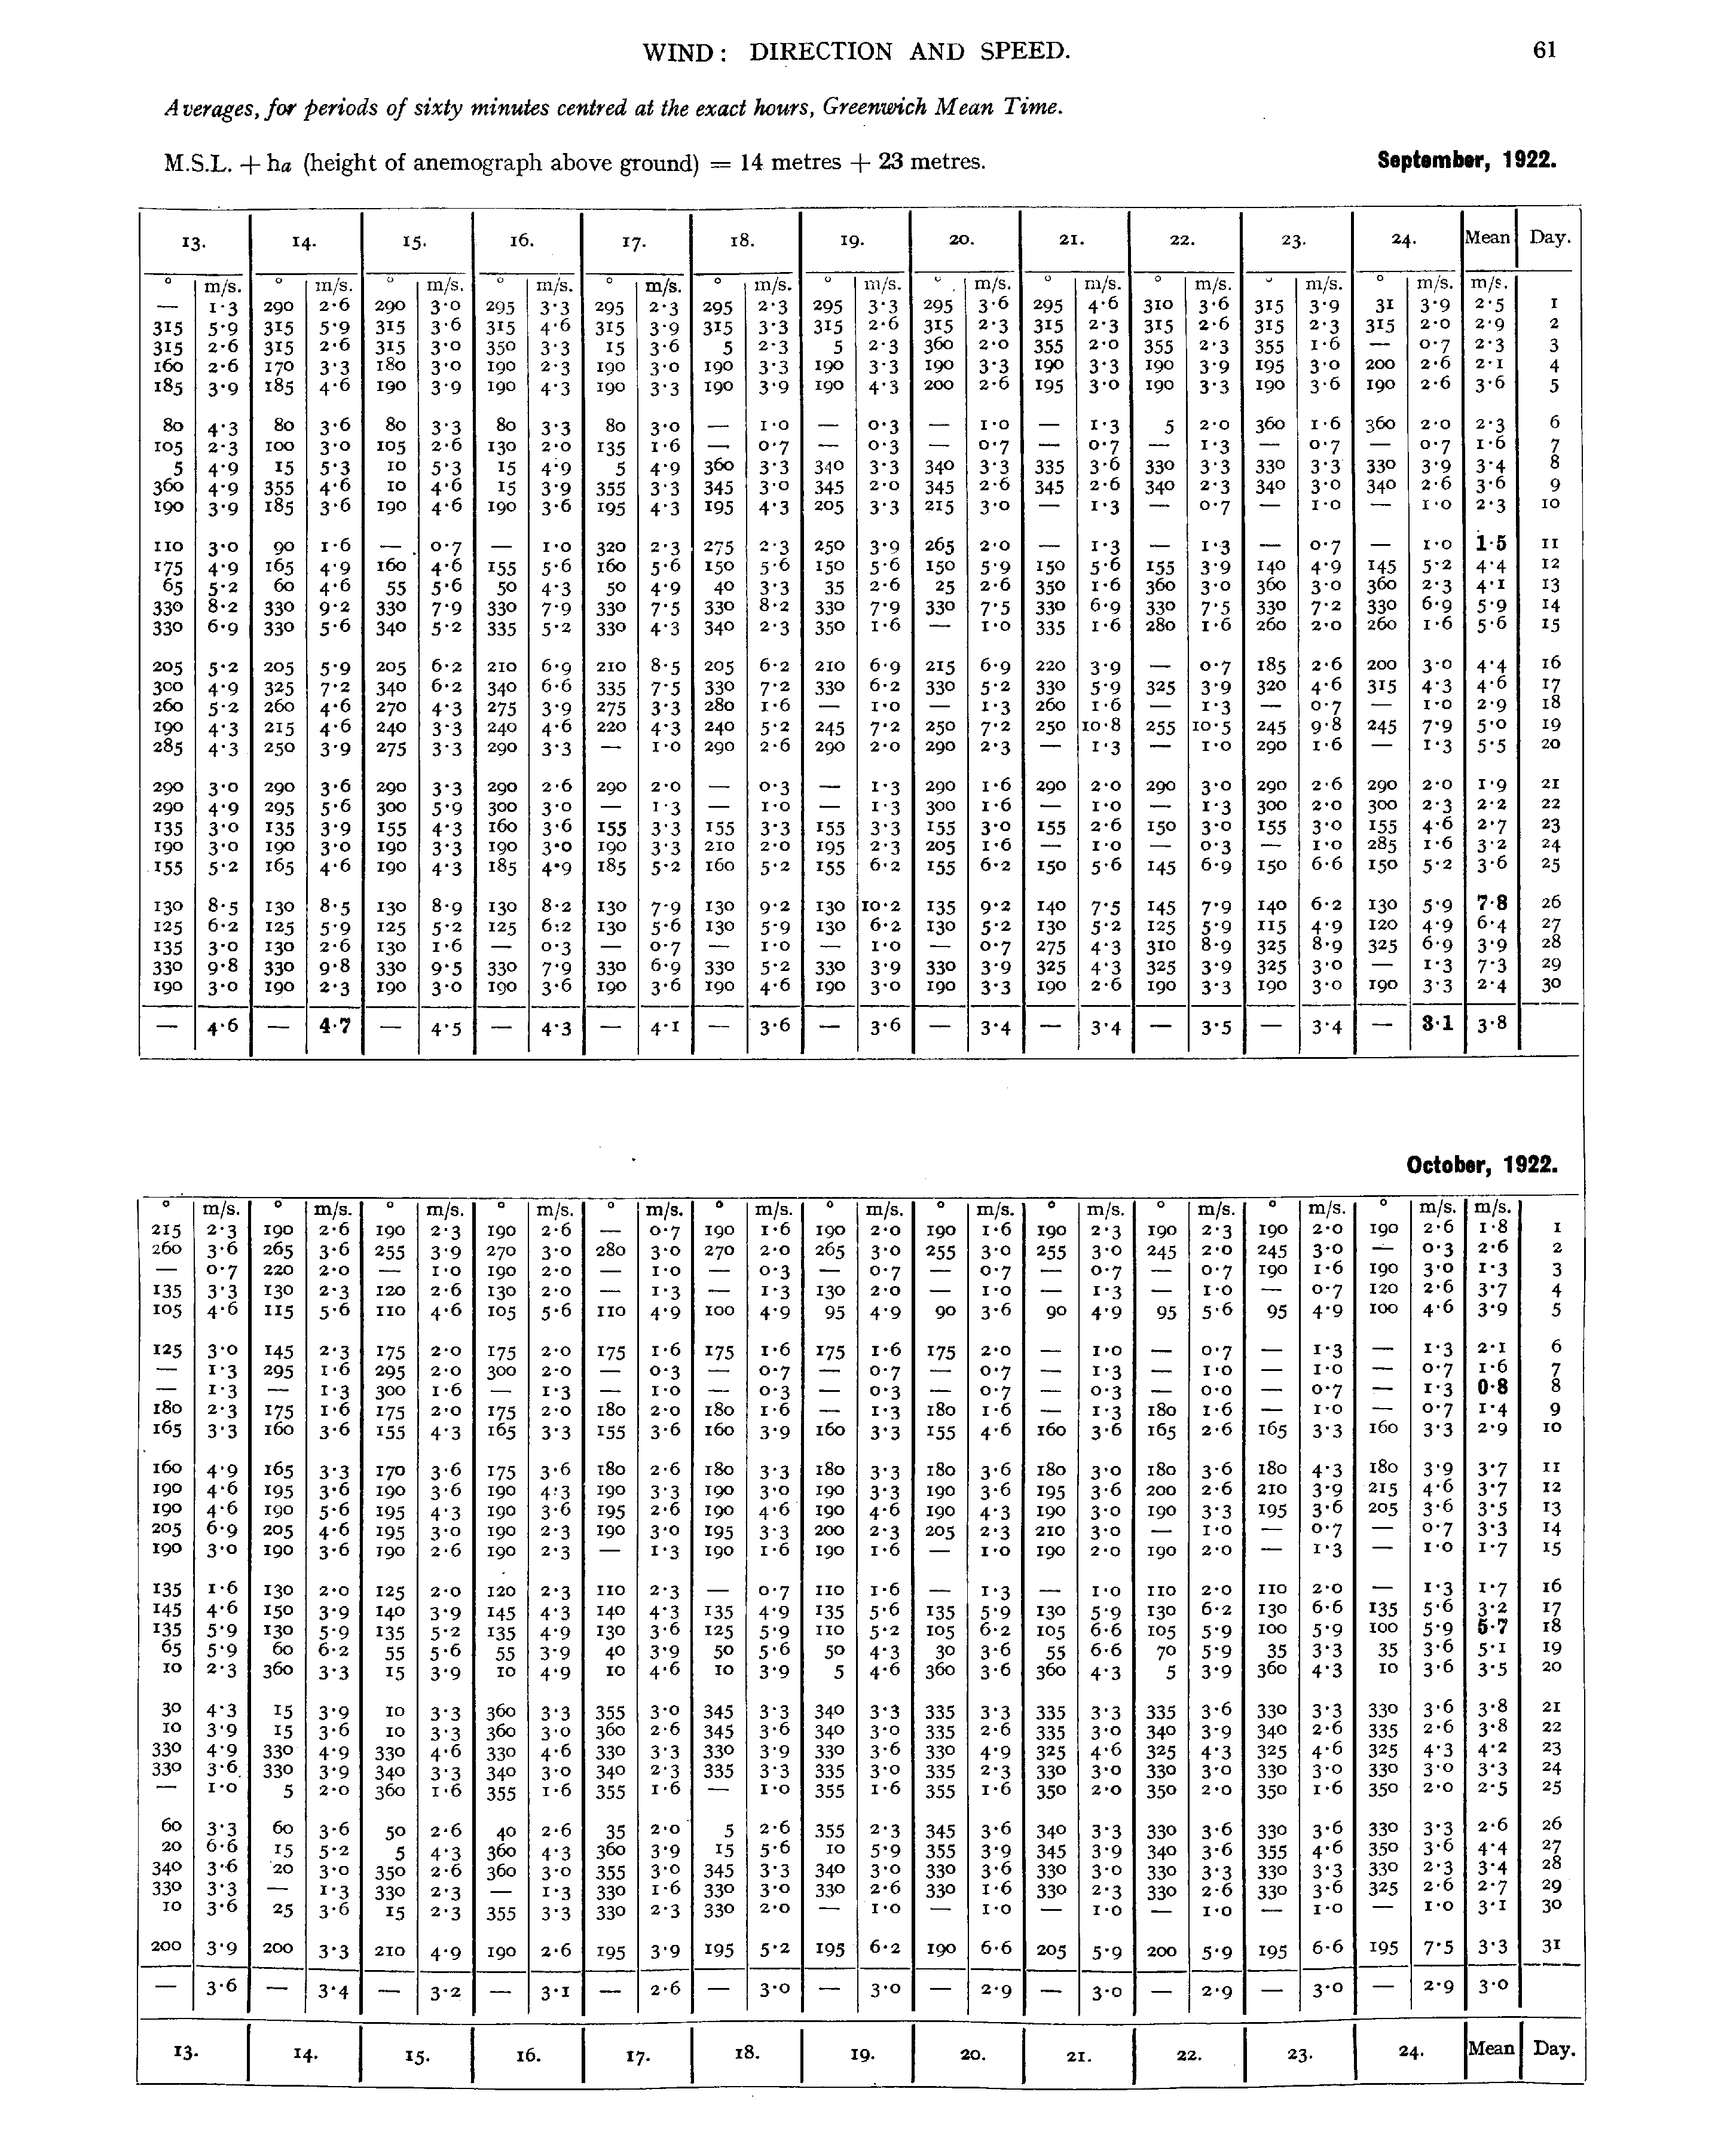 WIND: DIRECTION AND SPEED. 61
Averages, for periods of sixty minutes centred at the exact hours, Greenwich Mean Time.
M.S.L. + ha (height of anemograph above ground) = 14 metres + 23 metres. September, 1922.
13. 14. 15. 16. 17. 18. 19. 20. 21. 22. 23. 24. Mean Day.
° m/s. ° m/s. ° m/s. ° m/s. ° m/s. ° m/s. ° m/s. ° m/s. ° m/s. ° m/s. ° m/s. ° m/s. m/s.
— 1·3 290 2·6 290 3·0 295 3·3 295 2·3 295 2·3 295 3·3 295 3·6 295 4·6 310 3·6 315 3·9 31 3·9 2·5 1
315 5·9 315 5·9 315 3·6 315 4·6 315 3·9 315 3·3 315 2·6 315 2·3 315 2·3 315 2·6 315 2·3 315 2·0 2·9 2
315 2·6 315 2·6 315 3·0 350 3·3 15 3·6 5 2·3 5 2·3 360 2·0 355 2·0 355 2·3 355 1·6 — 0·7 2·3 3
160 2·6 170 3·3 180 3·0 190 2·3 190 3·0 190 3·3 190 3·3 190 3·3 190 3·3 190 3·9 195 3·0 200 2·6 2·1 4
185 3·9 185 4·6 190 3·9 190 4·3 190 3·3 190 3·9 190 4·3 200 2·6 195 3·0 190 3·3 190 3·6 190 2·6 3·6 5
80 4·3 80 3·6 80 3·3 80 3·3 80 3·0 — 1·0 — 0·3 — 1·0 — 1·3 5 2·0 360 1·6 360 2·0 2·3 6
105 2·3 100 3·0 105 2·6 130 2·0 135 1·6 — 0·7 — 0·3 — 0·7 — 0·7 — 1·3 — 0·7 — 0·7 1·6 7
5 4·9 15 5·3 10 5·3 15 4·9 5 4·9 360 3·3 340 3·3 340 3·3 335 3·6 330 3·3 330 3·3 330 3·9 3·4 8
360 4·9 355 4·6 10 4·6 15 3·9 355 3·3 345 3·0 345 2·0 345 2·6 345 2·6 340 2·3 340 3·0 340 2·6 3·6 9
190 3·9 185 3·6 190 4·6 190 3·6 195 4·3 195 4·3 205 3·3 215 3·0 — 1·3 — 0·7 — 1·0 — 1·0 2·3 10
110 3·0 90 1·6 — 0·7 — 1·0 320 2·3 275 2·3 250 3·9 265 2·0 — 1·3 — 1·3 — 0·7 — 1·0 1·5 11
175 4·9 165 4·9 160 4·6 155 5·6 160 5·6 150 5·6 150 5·6 150 5·9 150 5·6 155 3·9 140 4·9 145 5·2 4·4 12
65 5·2 60 4·6 55 5·6 50 4·3 50 4·9 40 3·3 35 2·6 25 2·6 350 1·6 360 3·0 360 3·0 360 2·3 4·1 13
330 8·2 330 9·2 330 7·9 330 7·9 330 7·5 330 8·2 330 7·9 330 7·5 330 6·9 330 7·5 330 7·2 330 6·9 5·9 14
330 6·9 330 5·6 340 5·2 335 5·2 330 4·3 340 2·3 350 1·6 — 1·0 335 1·6 280 1·6 260 2·0 260 1·6 5·6 15
205 5·2 205 5·9 205 6·2 210 6·9 210 8·5 205 6·2 210 6·9 215 6·9 220 3·9 — 0·7 185 2·6 200 3·0 4·4 16
300 4·9 325 7·2 340 6·2 340 6·6 335 7·5 330 7·2 330 6·2 330 5·2 330 5·9 325 3·9 320 4·6 315 4·3 4·6 17
260 5·2 260 4·6 270 4·3 275 3·9 275 3·3 280 1·6 — 1·0 — 1·3 260 1·6 — 1·3 — 0·7 — 1·0 2·9 18
190 4·3 215 4·6 240 3·3 240 4·6 220 4·3 240 5·2 245 7·2 250 7·2 250 10·8 255 10·5 245 9·8 245 7·9 5·0 19
285 4·3 250 3·9 275 3·3 290 3·3 — 1·0 290 2·6 290 2·0 290 2·3 — 1·3 — 1·0 290 1·6 — 1·3 5·5 20
290 3·0 290 3·6 290 3·3 290 2·6 290 2·0 — 0·3 — 1·3 290 1·6 290 2·0 290 3·0 290 2·6 290 2·0 1·9 21
290 4·9 295 5·6 300 5·9 300 3·0 — 1·3 — 1·0 — 1·3 300 1·6 — 1·0 — 1·3 300 2·0 300 2·3 2·2 22
135 3·0 135 3·9 155 4·3 160 3·6 155 3·3 155 3·3 155 3·3 155 3·0 155 2·6 150 3·0 155 3·0 155 4·6 2·7 23
190 3·0 190 3·0 190 3·3 190 3·0 190 3·3 210 2·0 195 2·3 205 1·6 — 1·0 — 0·3 — 1·0 285 1·6 3·2 24
155 5·2 165 4·6 190 4·3 185 4·9 185 5·2 160 5·2 155 6·2 155 6·2 150 5·6 145 6·9 150 6·6 150 5·2 3·6 25
130 8·5 130 8·5 130 8·9 130 8·2 130 7·9 130 9·2 130 10·2 135 9·2 140 7·5 145 7·9 140 6·2 130 5·9 7·8 26
125 6·2 125 5·9 125 5·2 125 6:2 130 5·6 130 5·9 130 6·2 130 5·2 130 5·2 125 5·9 115 4·9 120 4·9 6·4 27
135 3·0 130 2·6 130 1·6 — 0·3 — 0·7 — 1·0 — 1·0 — 0·7 275 4·3 310 8·9 325 8·9 325 6·9 3·9 28
330 9·8 330 9·8 330 9·5 330 7·9 330 6·9 330 5·2 330 3·9 330 3·9 325 4·3 325 3·9 325 3·0 — 1·3 7·3 29
190 3·0 190 2·3 190 3·0 190 3·6 190 3·6 190 4·6 190 3·0 190 3·3 190 2·6 190 3·3 190 3·0 190 3·3 2·4 30
— 4·6 — 4·7 — 4·5 — 4·3 — 4·1 — 3·6 — 3·6 — 3·4 — 3·4 — 3·5 — 3·4 — 3·1 3·8
October, 1922.
° m/s. ° m/s. ° m/s. ° m/s. ° m/s. ° m/s. ° m/s. ° m/s. ° m/s. ° m/s. ° m/s. ° m/s. m/s.
215 2·3 190 2·6 190 2·3 190 2·6 — 0·7 190 1·6 190 2·0 190 1·6 190 2·3 190 2·3 190 2·0 190 2·6 1·8 1
260 3·6 265 3·6 255 3·9 270 3·0 280 3·0 270 2·0 265 3·0 255 3·0 255 3·0 245 2·0 245 3·0 — 0·3 2·6 2
— 0·7 220 2·0 — 1·0 190 2·0 — 1·0 — 0·3 — 0·7 — 0·7 — 0·7 — 0·7 190 1·6 190 3·0 1·3 3
135 3·3 130 2·3 120 2·6 130 2·0 — 1·3 — 1·3 130 2·0 — 1·0 — 1·3 — 1·0 — 0·7 120 2·6 3·7 4
105 4·6 115 5·6 110 4·6 105 5·6 110 4·9 100 4·9 95 4·9 90 3·6 90 4·9 95 5·6 95 4·9 100 4·6 3·9 5
125 3·0 145 2·3 175 2·0 175 2·0 175 1·6 175 1·6 175 1·6 175 2·0 — 1·0 — 0·7 — 1·3 — 1·3 2·1 6
— 1·3 295 1·6 295 2·0 300 2·0 — 0·3 — 0·7 — 0·7 — 0·7 — 1·3 — 1·0 — 1·0 — 0·7 1·6 7
— 1·3 — 1·3 300 1·6 — 1·3 — 1·0 — 0·3 — 0·3 — 0·7 — 0·3 — 0·0 — 0·7 — 1·3 0·8 8
180 2·3 175 1·6 175 2·0 175 2·0 180 2·0 180 1·6 — 1·3 180 1·6 — 1·3 180 1·6 — 1·0 — 0·7 1·4 9
165 3·3 160 3·6 155 4·3 165 3·3 155 3·6 160 3·9 160 3·3 155 4·6 160 3·6 165 2·6 165 3·3 160 3·3 2·9 10
160 4·9 165 3·3 170 3·6 175 3·6 180 2·6 180 3·3 180 3·3 180 3·6 180 3·0 180 3·6 180 4·3 180 3·9 3·7 11
190 4·6 195 3·6 190 3·6 190 4·3 190 3·3 190 3·0 190 3·3 190 3·6 195 3·6 200 2·6 210 3·9 215 4·6 3·7 12
190 4·6 190 5·6 195 4·3 190 3·6 195 2·6 190 4·6 190 4·6 190 4·3 190 3·0 190 3·3 195 3·6 205 3·6 3·5 13
205 6·9 205 4·6 195 3·0 190 2·3 190 3·0 195 3·3 200 2·3 205 2·3 210 3·0 — 1·0 — 0·7 — 0·7 3·3 14
190 3·0 190 3·6 190 2·6 190 2·3 — 1·3 190 1·6 190 1·6 — 1·0 190 2·0 190 2·0 — 1·3 — 1·0 1·7 15
135 1·6 130 2·0 125 2·0 120 2·3 110 2·3 — 0·7 110 1·6 — 1·3 — 1·0 110 2·0 110 2·0 — 1·3 1·7 16
145 4·6 150 3·9 140 3·9 145 4·3 140 4·3 135 4·9 135 5·6 135 5·9 130 5·9 130 6·2 130 6·6 135 5·6 3·2 17
135 5·9 130 5·9 135 5·2 135 4·9 130 3·6 125 5·9 110 5·2 105 6·2 105 6·6 105 5·9 100 5·9 100 5·9 5·7 18
65 5·9 60 6·2 55 5·6 55 3·9 40 3·9 50 5·6 50 4·3 30 3·6 55 6·6 70 5·9 35 3·3 35 3·6 5·1 19
10 2·3 360 3·3 15 3·9 10 4·9 10 4·6 10 3·9 5 4·6 360 3·6 360 4·3 5 3·9 360 4·3 10 3·6 3·5 20
30 4·3 15 3·9 10 3·3 360 3·3 355 3·0 345 3·3 340 3·3 335 3·3 335 3·3 335 3·6 330 3·3 330 3·6 3·8 21
10 3·9 15 3·6 10 3·3 360 3·0 360 2·6 345 3·6 340 3·0 335 2·6 335 3·0 340 3·9 340 2·6 335 2·6 3·8 22
330 4·9 330 4·9 330 4·6 330 4·6 330 3·3 330 3·9 330 3·6 330 4·9 325 4·6 325 4·3 325 4·6 325 4·3 4·2 23
330 3·6 330 3·9 340 3·3 340 3·0 340 2·3 335 3·3 335 3·0 335 2·3 330 3·0 330 3·0 330 3·0 330 3·0 3·3 24
— 1·0 5 2·0 360 1·6 355 1·6 355 1·6 — 1·0 355 1·6 355 1·6 350 2·0 350 2·0 350 1·6 350 2·0 2·5 25
60 3·3 60 3·6 50 2·6 40 2·6 35 2·0 5 2·6 355 2·3 345 3·6 340 3·3 330 3·6 330 3·6 330 3·3 2·6 26
20 6·6 15 5·2 5 4·3 360 4·3 360 3·9 15 5·6 10 5·9 355 3·9 345 3·9 340 3·6 355 4·6 350 3·6 4·4 27
340 3·6 20 3·0 350 2·6 360 3·0 355 3·0 345 3·3 340 3·0 330 3·6 330 3·0 330 3·3 330 3·3 330 2·3 3·4 28
330 3·3 — 1·3 330 2·3 — 1·3 330 1·6 330 3·0 330 2·6 330 1·6 330 2·3 330 2·6 330 3·6 325 2·6 2·7 29
10 3·6 25 3·6 15 2·3 355 3·3 330 2·3 330 2·0 — 1·0 — 1·0 — 1·0 — 1·0 — 1·0 — 1·0 3·1 30
200 3·9 200 3·3 210 4·9 190 2·6 195 3·9 195 5·2 195 6·2 190 6·6 205 5·9 200 5·9 195 6·6 195 7·5 3·3 31
— 3·6 — 3·4 — 3·2 — 3·1 — 2·6 — 3·0 — 3·0 — 2·9 — 3·0 — 2·9 — 3·0 — 2·9 3·0
13. 14. 15. 16. 17. 18. 19. 20. 21. 22. 23. 24. Mean Day.